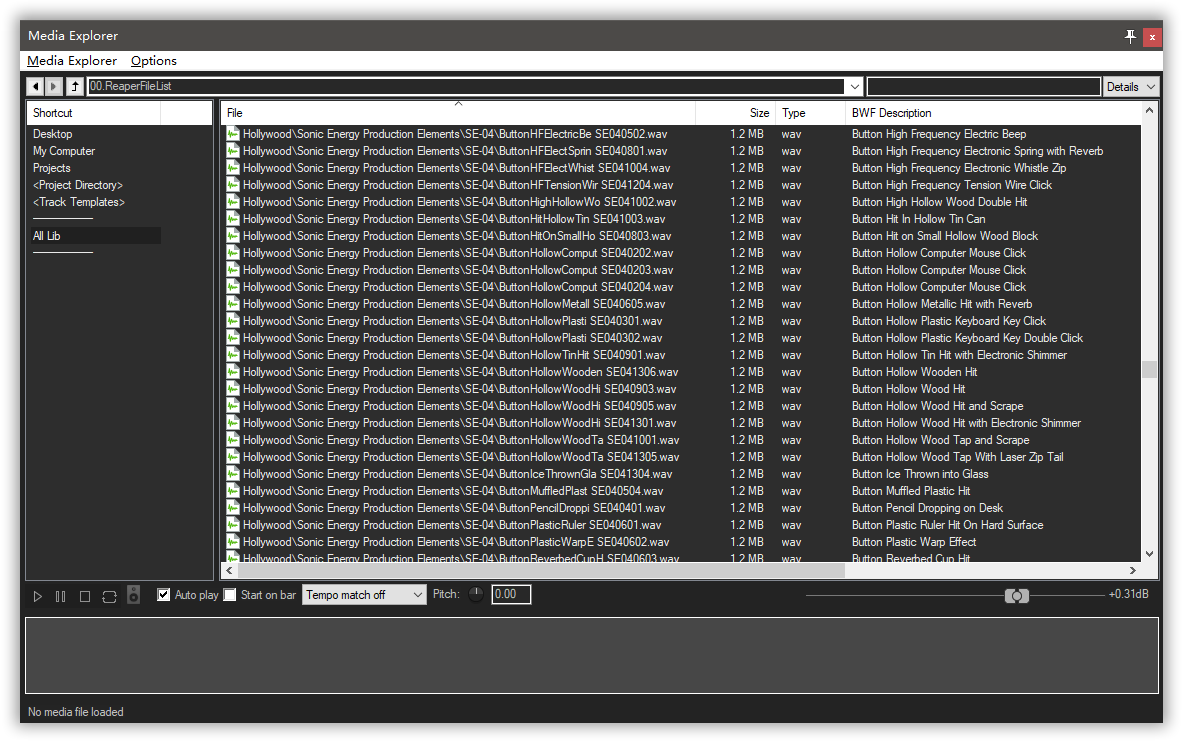 Media Explorer
x
Media Explorer Options
00.ReaperFileList Details
Shortcut
Desktop
My Computer
Projects
<Project Directory>
<Track Templates>
All Lib
File Size Type BWF Description
Hollywood\Sonic Energy Production Elements\SE-04\ButtonHFElectricBe SE040502.wav 1.2 MB wav Button High Frequency Electric Beep
Hollywood\Sonic Energy Production Elements\SE-04\ButtonHFElectSprin SE040801.wav 1.2 MB wav Button High Frequency Electronic Spring with Reverb
Hollywood\Sonic Energy Production Elements\SE-04\ButtonHFElectWhist SE041004.wav 1.2 MB wav Button High Frequency Electronic Whistle Zip
Hollywood\Sonic Energy Production Elements\SE-04\ButtonHFTensionWir SE041204.wav 1.2 MB wav Button High Frequency Tension Wire Click
Hollywood\Sonic Energy Production Elements\SE-04\ButtonHighHollowWo SE041002.wav 1.2 MB wav Button High Hollow Wood Double Hit
Hollywood\Sonic Energy Production Elements\SE-04\ButtonHitHollowTin SE041003.wav 1.2 MB wav Button Hit In Hollow Tin Can
Hollywood\Sonic Energy Production Elements\SE-04\ButtonHitOnSmallHo SE040803.wav 1.2 MB wav Button Hit on Small Hollow Wood Block
Hollywood\Sonic Energy Production Elements\SE-04\ButtonHollowComput SE040202.wav 1.2 MB wav Button Hollow Computer Mouse Click
Hollywood\Sonic Energy Production Elements\SE-04\ButtonHollowComput SE040203.wav 1.2 MB wav Button Hollow Computer Mouse Click
Hollywood\Sonic Energy Production Elements\SE-04\ButtonHollowComput SE040204.wav 1.2 MB wav Button Hollow Computer Mouse Click
Hollywood\Sonic Energy Production Elements\SE-04\ButtonHollowMetall SE040605.wav 1.2 MB wav Button Hollow Metallic Hit with Reverb
Hollywood\Sonic Energy Production Elements\SE-04\ButtonHollowPlasti SE040301.wav 1.2 MB wav Button Hollow Plastic Keyboard Key Click
Hollywood\Sonic Energy Production Elements\SE-04\ButtonHollowPlasti SE040302.wav 1.2 MB wav Button Hollow Plastic Keyboard Key Double Click
Hollywood\Sonic Energy Production Elements\SE-04\ButtonHollowTinHit SE040901.wav 1.2 MB wav Button Hollow Tin Hit with Electronic Shimmer
Hollywood\Sonic Energy Production Elements\SE-04\ButtonHollowWooden SE041306.wav 1.2 MB wav Button Hollow Wooden Hit
Hollywood\Sonic Energy Production Elements\SE-04\ButtonHollowWoodHi SE040903.wav 1.2 MB wav Button Hollow Wood Hit
Hollywood\Sonic Energy Production Elements\SE-04\ButtonHollowWoodHi SE040905.wav 1.2 MB wav Button Hollow Wood Hit and Scrape
Hollywood\Sonic Energy Production Elements\SE-04\ButtonHollowWoodHi SE041301.wav 1.2 MB wav Button Hollow Wood Hit with Electronic Shimmer
Hollywood\Sonic Energy Production Elements\SE-04\ButtonHollowWoodTa SE041001.wav 1.2 MB wav Button Hollow Wood Tap and Scrape
Hollywood\Sonic Energy Production Elements\SE-04\ButtonHollowWoodTa SE041305.wav 1.2 MB wav Button Hollow Wood Tap With Laser Zip Tail
Hollywood\Sonic Energy Production Elements\SE-04\ButtonIceThrownGla SE041304.wav 1.2 MB wav Button Ice Thrown into Glass
Hollywood\Sonic Energy Production Elements\SE-04\ButtonMuffledPlast SE040504.wav 1.2 MB wav Button Muffled Plastic Hit
Hollywood\Sonic Energy Production Elements\SE-04\ButtonPencilDroppi SE040401.wav 1.2 MB wav Button Pencil Dropping on Desk
Hollywood\Sonic Energy Production Elements\SE-04\ButtonPlasticRuler SE040601.wav 1.2 MB wav Button Plastic Ruler Hit On Hard Surface
Hollywood\Sonic Energy Production Elements\SE-04\ButtonPlasticWarpE SE040602.wav 1.2 MB wav Button Plastic Warp Effect
Hollywood\Sonic Energy Production Elements\SE-04\ButtonReverbedCupH SE040603.wav 1.2 MB wav Button Reverbed Cup Hit
Auto play Start on bar Tempo match off Pitch: 0.00 +0.31dB
No media file loaded